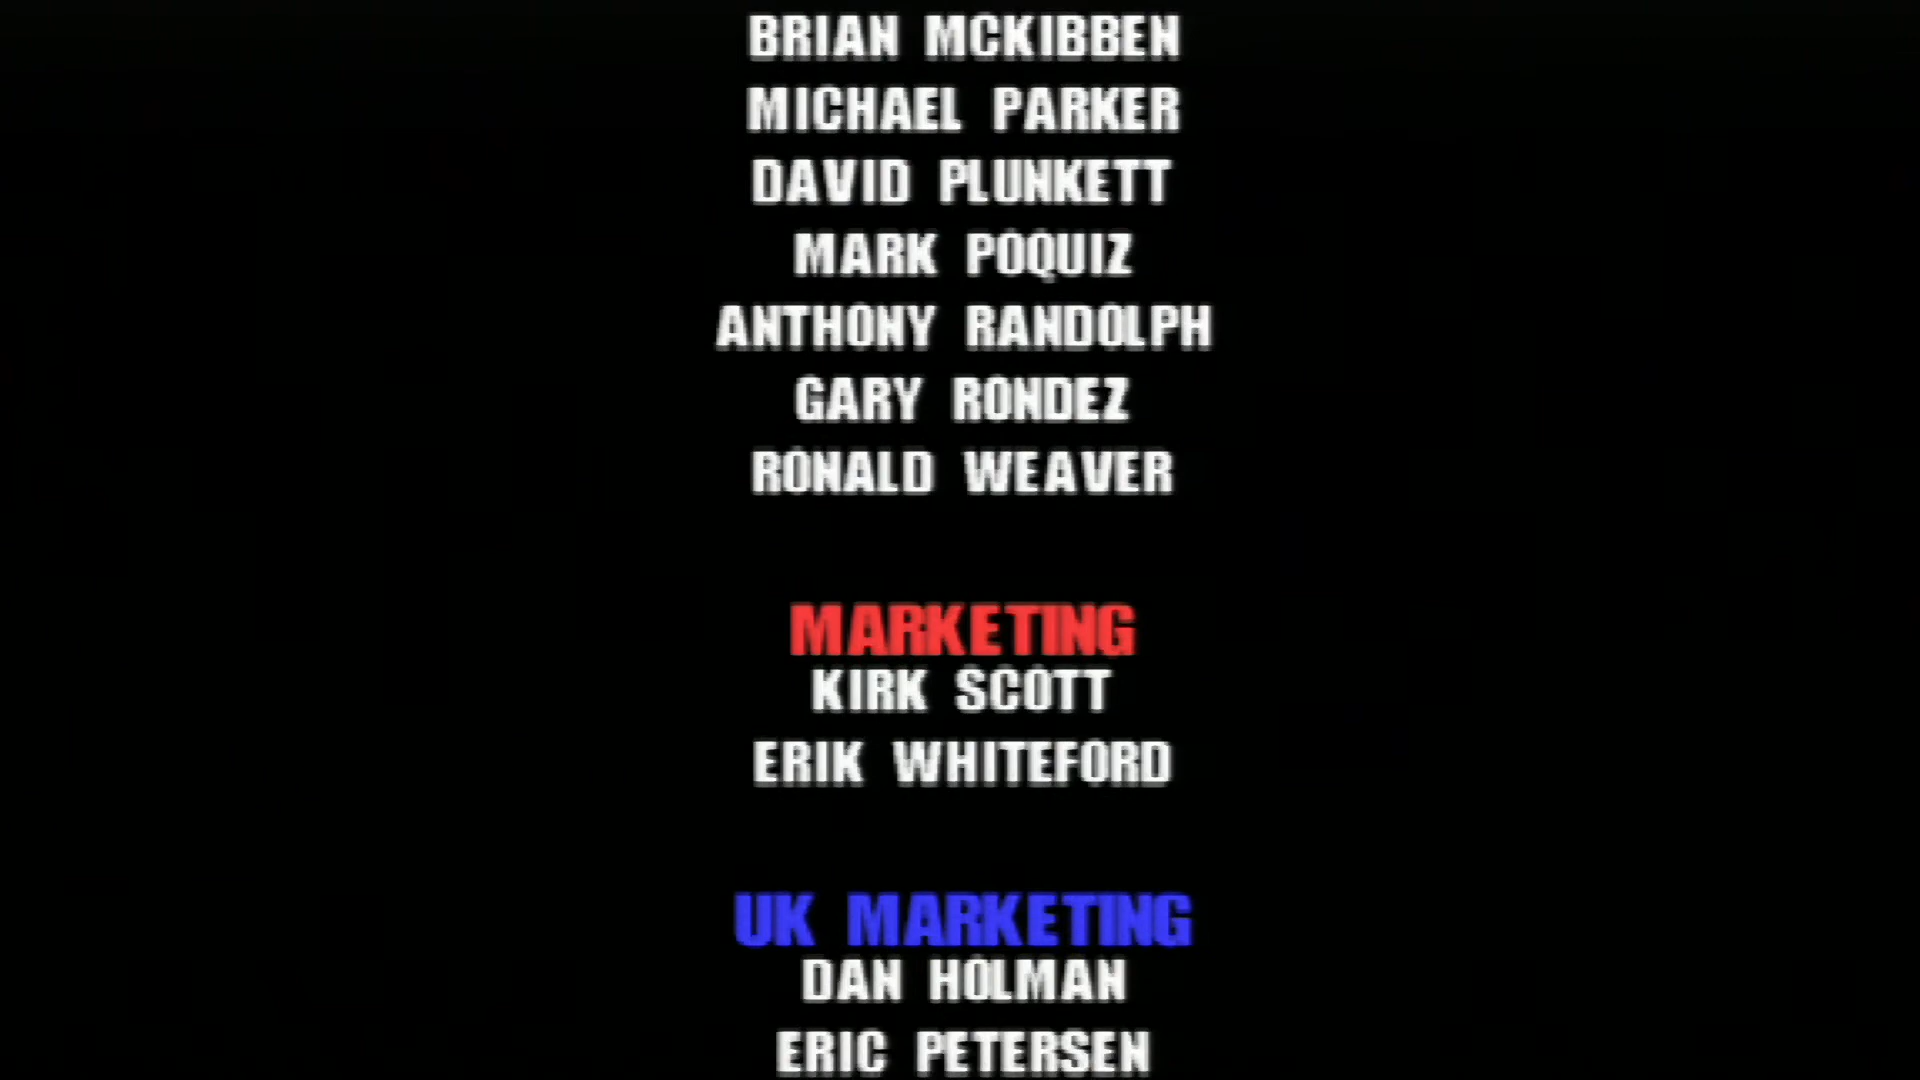 BRIAN MCKIBBEN
MICHAEL PARKER
DAVID PLUNKETT
MARK POQUIZ
ANTHONY RANDOLPH
GARY RONDEZ
RONALD WEAVER
MARKETING
KIRK SCOTT
ERIK WHITEFORD
UK MARKETING
DAN HOLMAN
ERIC PETERSEN